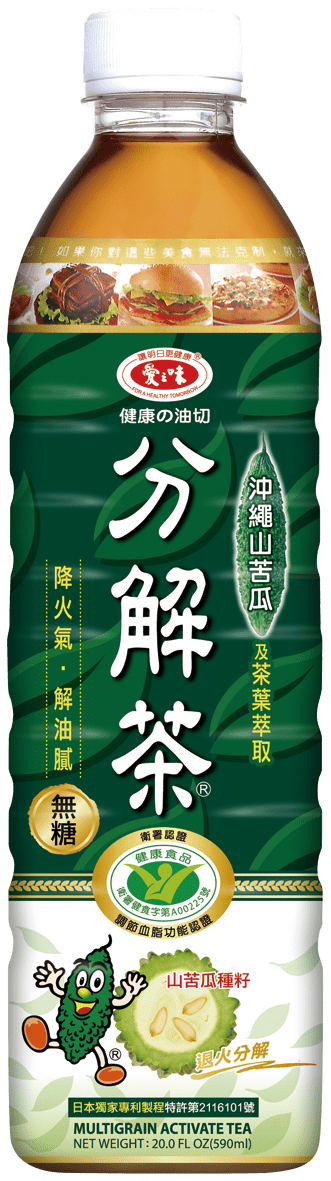 如果你對這些美食無法克制，就來
讓明日更健康®
愛之味
FOR A HEALTHY TOMORROW
健康の油切
分解茶®
沖繩山苦瓜
及茶葉萃取
降火氣・解油膩
無糖
衛署認證
健康食品
衛署健食字第A00225號
調節血脂功能認證
山苦瓜種籽
®
退火分解
日本獨家專利製程特許第2116101號
MULTIGRAIN ACTIVATE TEA
NET WEIGHT: 20.0 FL OZ(590ml)